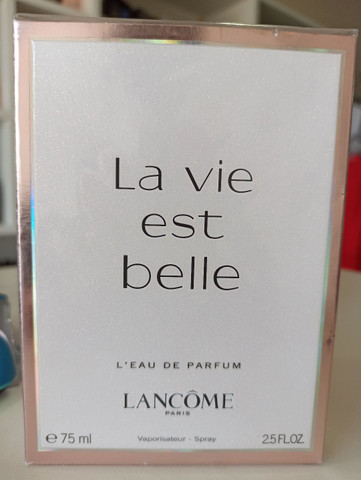 La vie
est
belle
L'EAU DE PARFUM
LANCÔME
PARIS
℮ 75 ml Vaporisateur - Spray 2.5 FL.OZ.